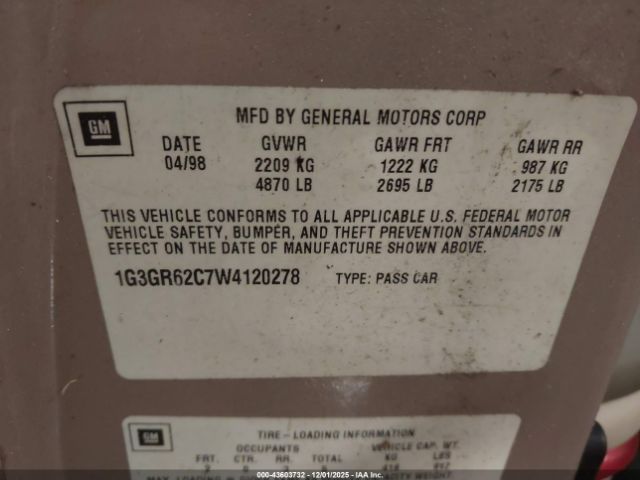 GM
MFD BY GENERAL MOTORS CORP
DATE GVWR GAWR FRT GAWR RR
04/98 2209 KG 1222 KG 987 KG
4870 LB 2695 LB 2175 LB
THIS VEHICLE CONFORMS TO ALL APPLICABLE U.S. FEDERAL MOTOR
VEHICLE SAFETY, BUMPER, AND THEFT PREVENTION STANDARDS IN
EFFECT ON THE DATE OF MANUFACTURE SHOWN ABOVE.
1G3GR62C7W4120278 TYPE: PASS CAR
GM
TIRE-LOADING INFORMATION
OCCUPANTS VEHICLE CAP. WT.
FRT. CTR. RR. KG LBS
000-43603732 - 12/01/2025 - IAAI.com